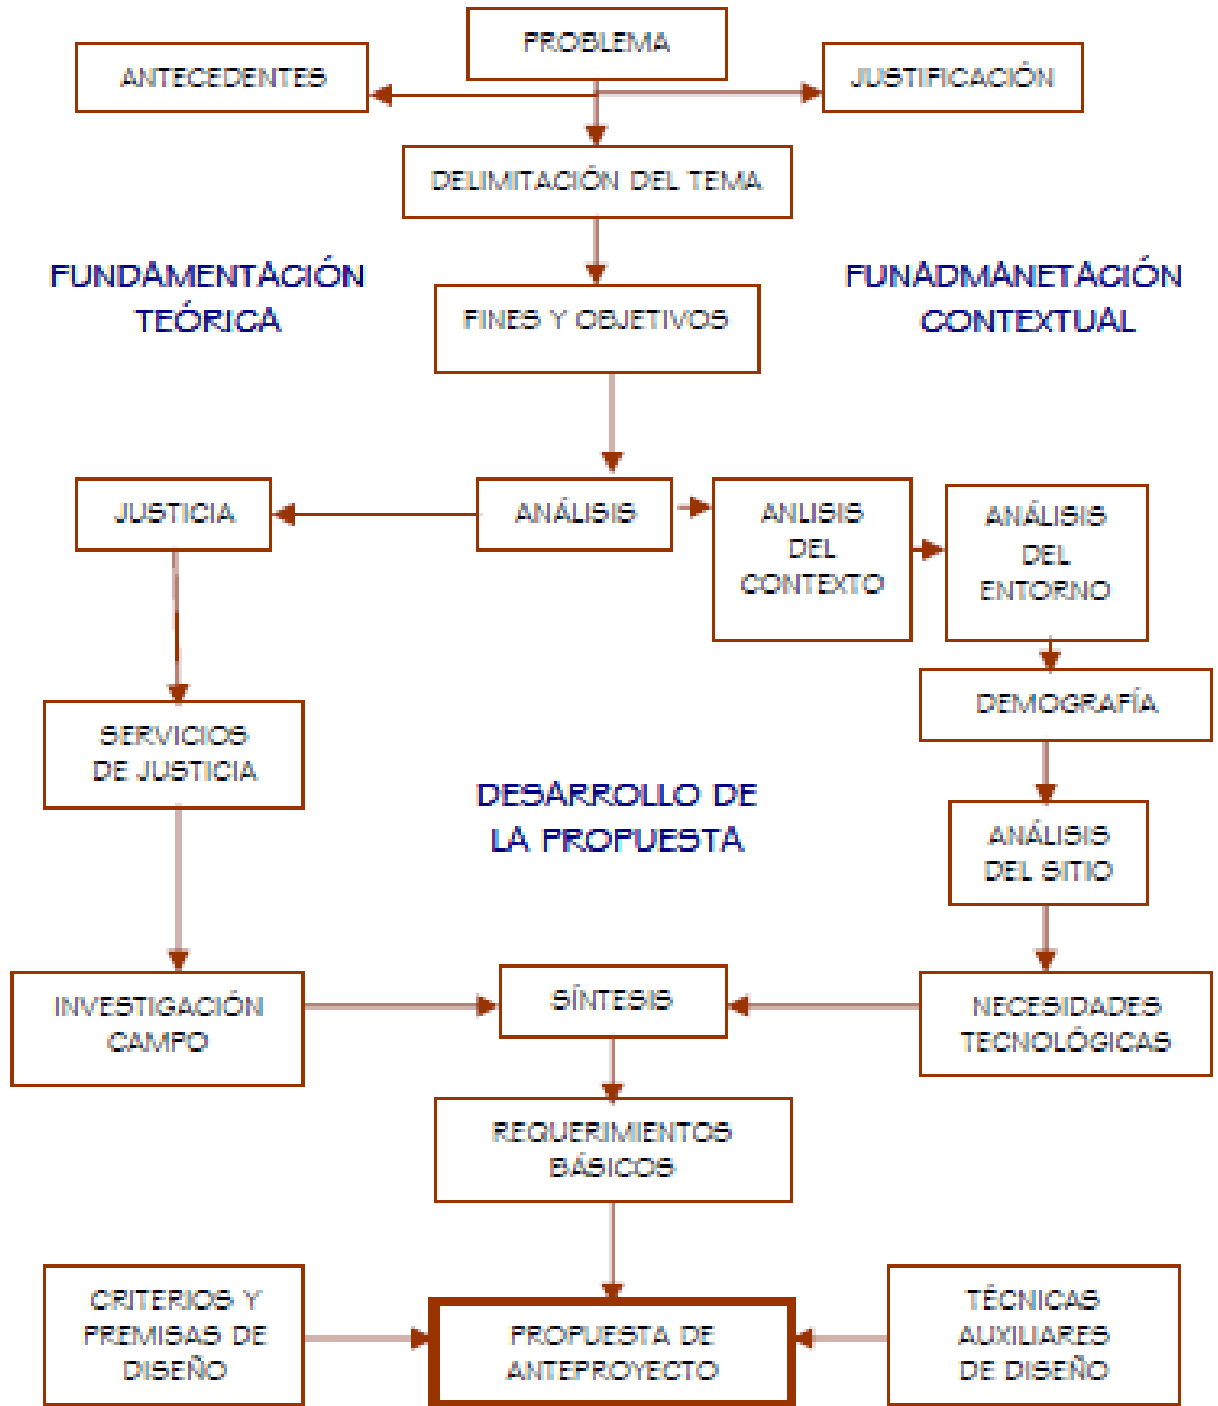 PROBLEMA
ANTECEDENTES
JUSTIFICACIÓN
DELIMITACIÓN DEL TEMA
FUNDAMENTACIÓN
TEÓRICA
FUNADMANETACIÓN
CONTEXTUAL
FINES Y OBJETIVOS
JUSTICIA
ANÁLISIS
ANLISIS
DEL
CONTEXTO
ANÁLISIS
DEL
ENTORNO
DEMOGRAFÍA
SERVICIOS
DE JUSTICIA
DESARROLLO DE
LA PROPUESTA
ANÁLISIS
DEL SITIO
INVESTIGACIÓN
CAMPO
SÍNTESIS
NECESIDADES
TECNOLÓGICAS
REQUERIMIENTOS
BÁSICOS
CRITERIOS Y
PREMISAS DE
DISEÑO
PROPUESTA DE
ANTEPROYECTO
TÉCNICAS
AUXILIARES
DE DISEÑO